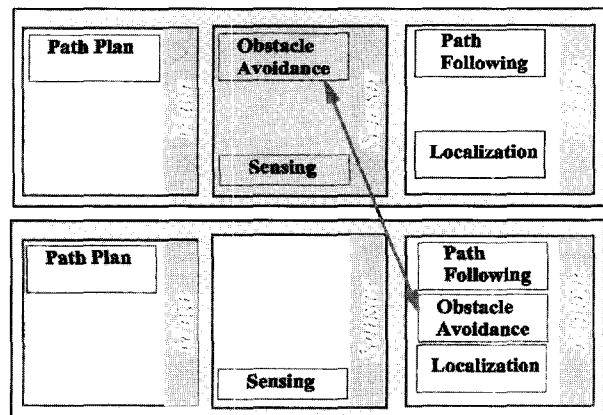 Path Plan
Obstacle
Avoidance
Sensing
Path
Following
Localization
Path Plan
Sensing
Path
Following
Obstacle
Avoidance
Localization